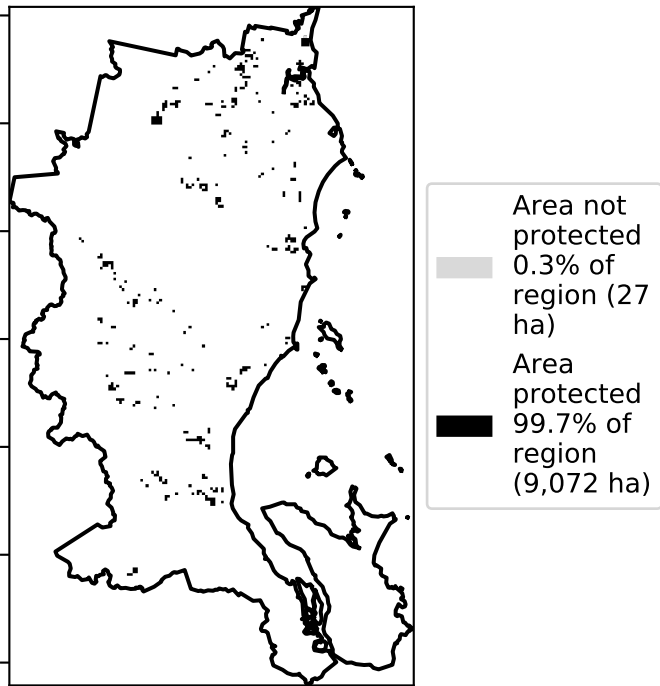 Area not
protected
0.3% of
region (27
ha)
Area
protected
99.7% of
region
(9,072 ha)